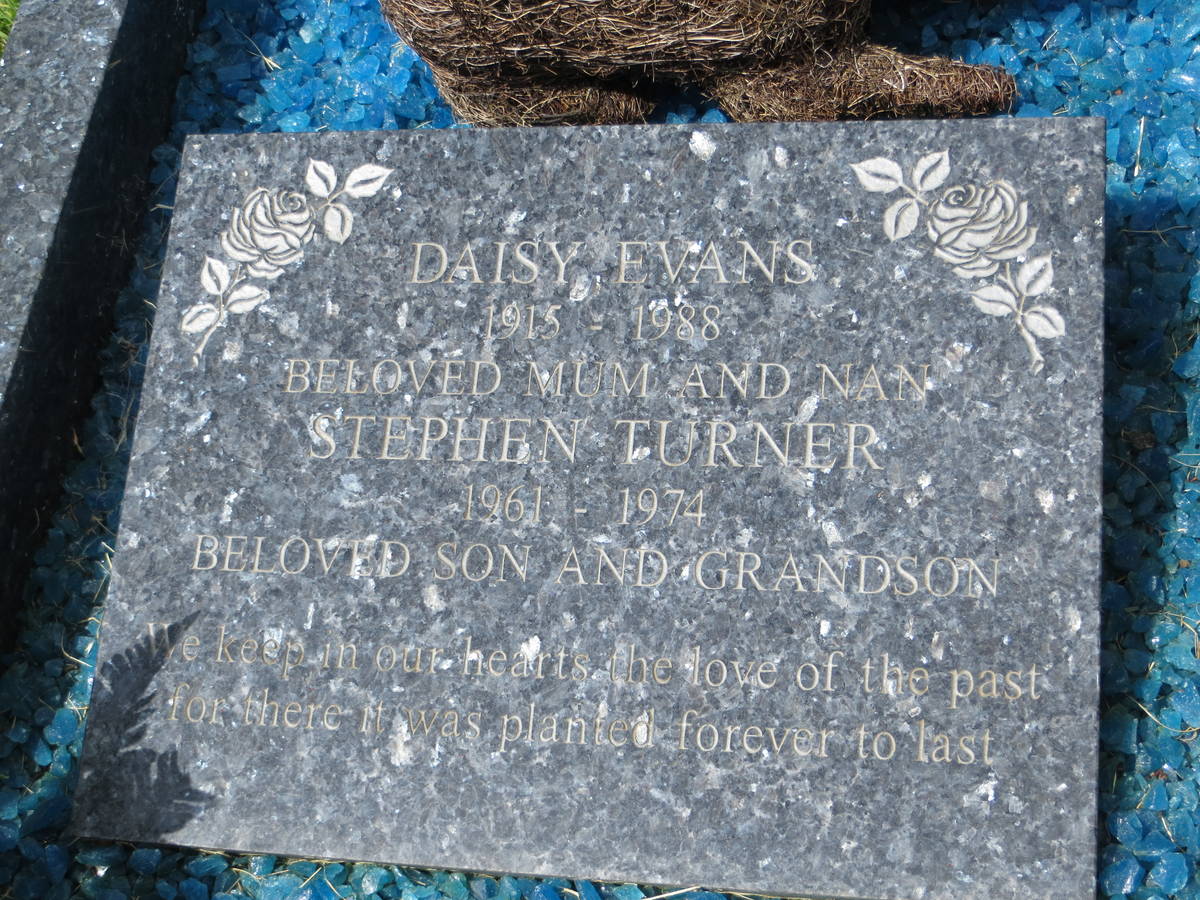 DAISY EVANS
1915 - 1988
BELOVED MUM AND NAN
STEPHEN TURNER
1961 - 1974
BELOVED SON AND GRANDSON
We keep in our hearts the love of the past
for there it was planted forever to last